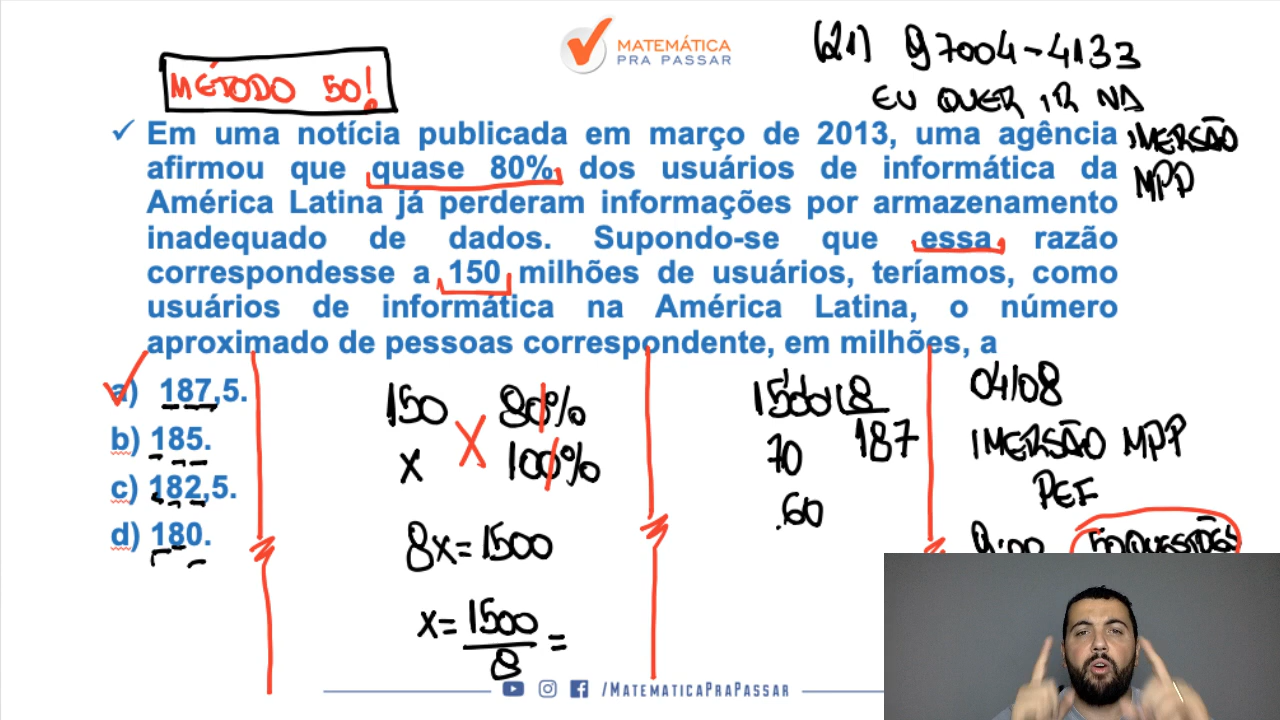 MATEMÁTICA
PRA PASSAR
(21) 97004-4133
EU QUER IR NA
IMERSÃO
MPP
MÉTODO 50!
✓ Em uma notícia publicada em março de 2013, uma agência
afirmou que quase 80% dos usuários de informática da
América Latina já perderam informações por armazenamento
inadequado de dados. Supondo-se que essa razão
correspondesse a 150 milhões de usuários, teríamos, como
usuários de informática na América Latina, o número
aproximado de pessoas correspondente, em milhões, a
a) 187,5.
b) 185.
c) 182,5.
d) 180.
150 80%
x 100%
8x=1500
x=1500/8=
1500 8
70 187
60
04/08
IMERSÃO MPP
PEF
9:00 50 QUESTÕES
/MATEMATICAPRAPASSAR